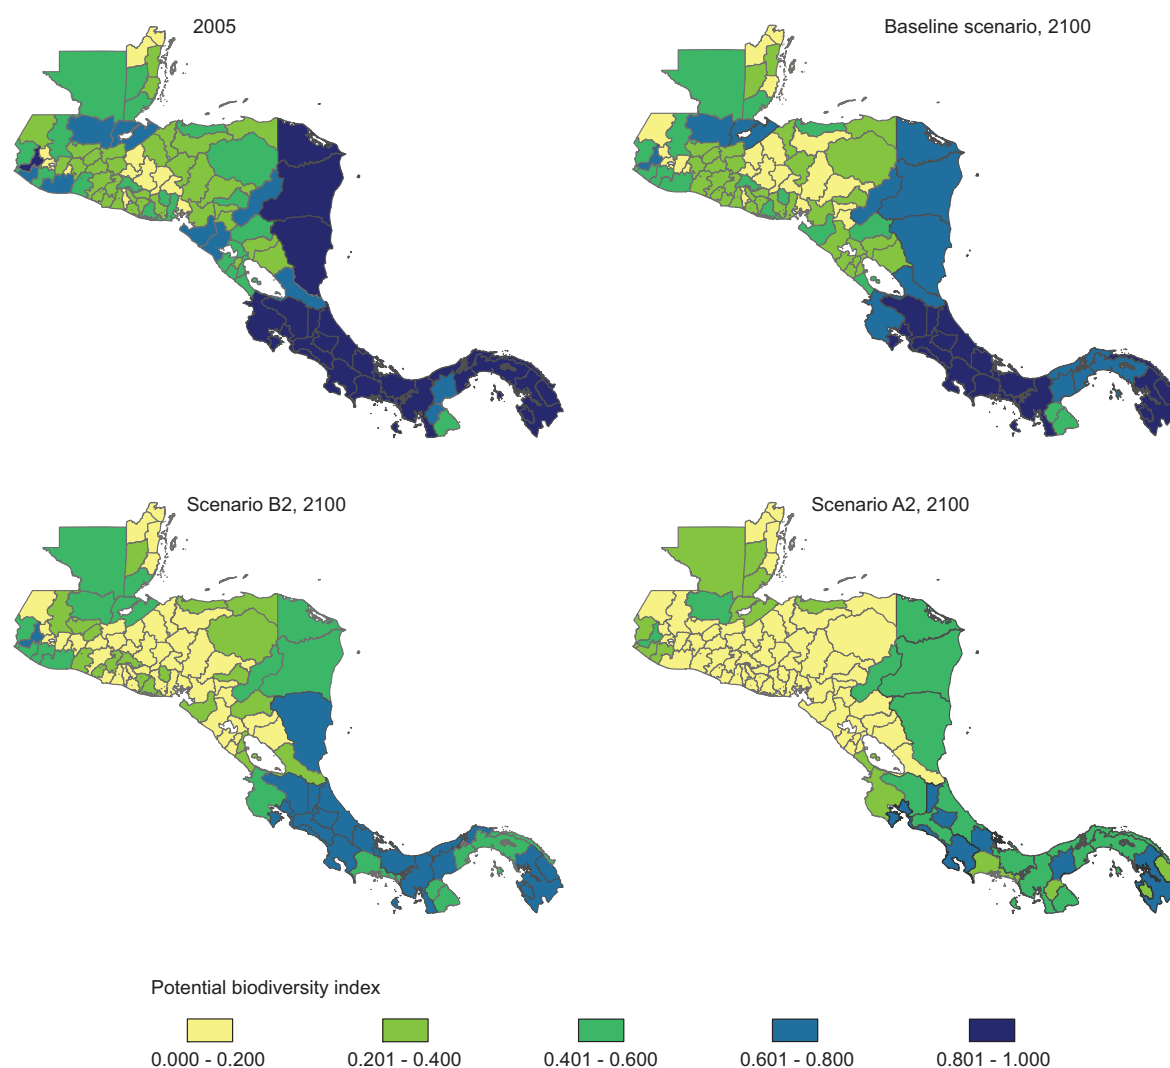 2005
Baseline scenario, 2100
Scenario B2, 2100
Scenario A2, 2100
Potential biodiversity index
0.000 - 0.200
0.201 - 0.400
0.401 - 0.600
0.601 - 0.800
0.801 - 1.000